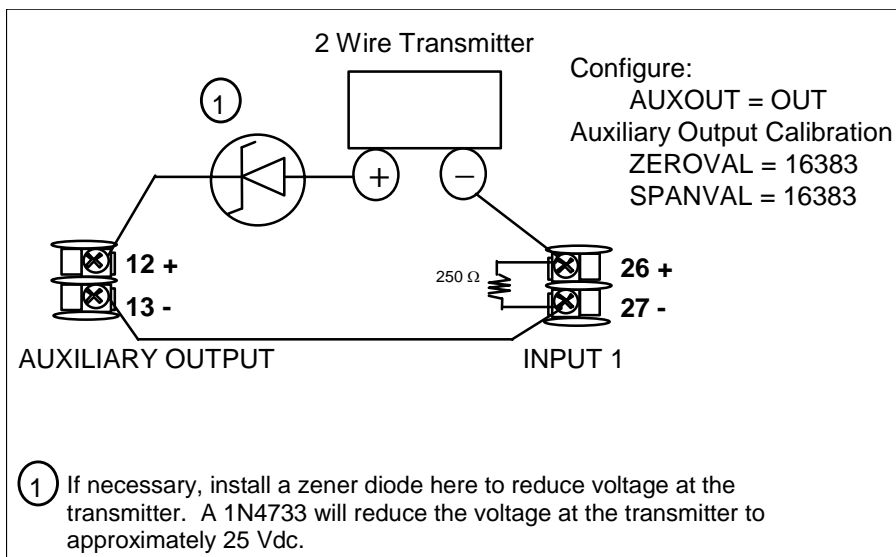 2 Wire Transmitter
Configure:
AUXOUT = OUT
Auxiliary Output Calibration
ZEROVAL = 16383
SPANVAL = 16383
1
+
−
12 +
13 -
250 Ω
26 +
27 -
AUXILIARY OUTPUT
INPUT 1
1 If necessary, install a zener diode here to reduce voltage at the
transmitter. A 1N4733 will reduce the voltage at the transmitter to
approximately 25 Vdc.